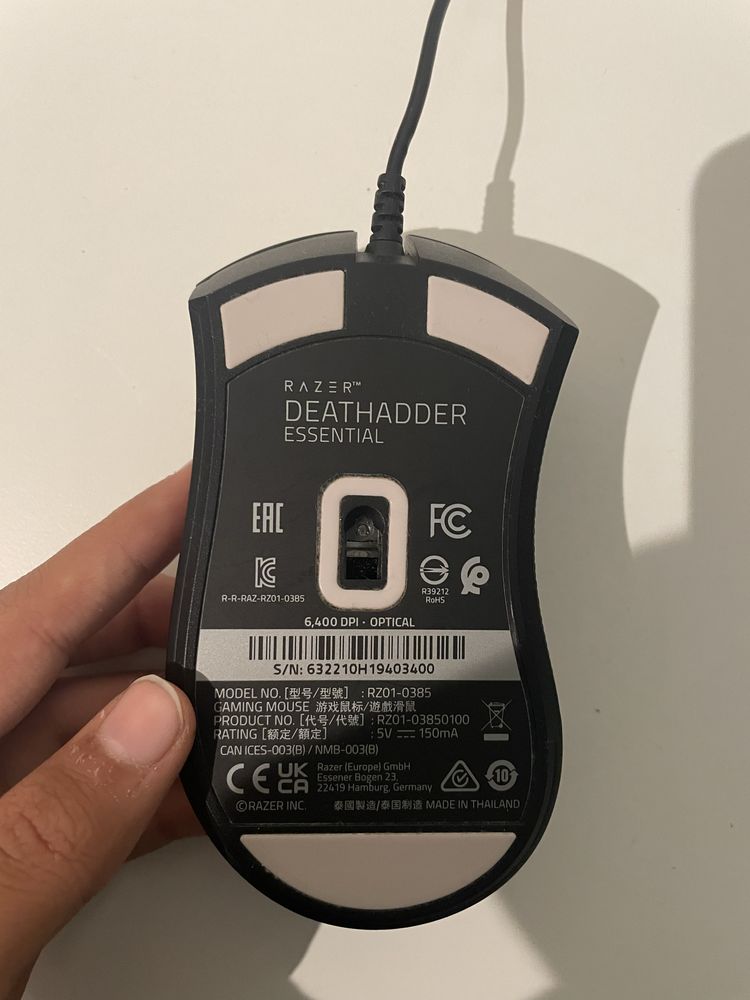 RAZER™
DEATHADDER
ESSENTIAL
EAC
FC
R-R-RAZ-RZ01-0385
R39212
RoHS
6,400 DPI · OPTICAL
S/N: 632210H19403400
MODEL NO. [型号/型號] : RZ01-0385
GAMING MOUSE 游戏鼠标/遊戲滑鼠
PRODUCT NO. [代号/代號] : RZ01-03850100
RATING [额定/額定] : 5V ⎓ 150mA
CAN ICES-003(B) / NMB-003(B)
CE UK CA
Razer (Europe) GmbH
Essener Bogen 23,
22419 Hamburg, Germany
10
©RAZER INC. 泰國製造/泰国制造 MADE IN THAILAND